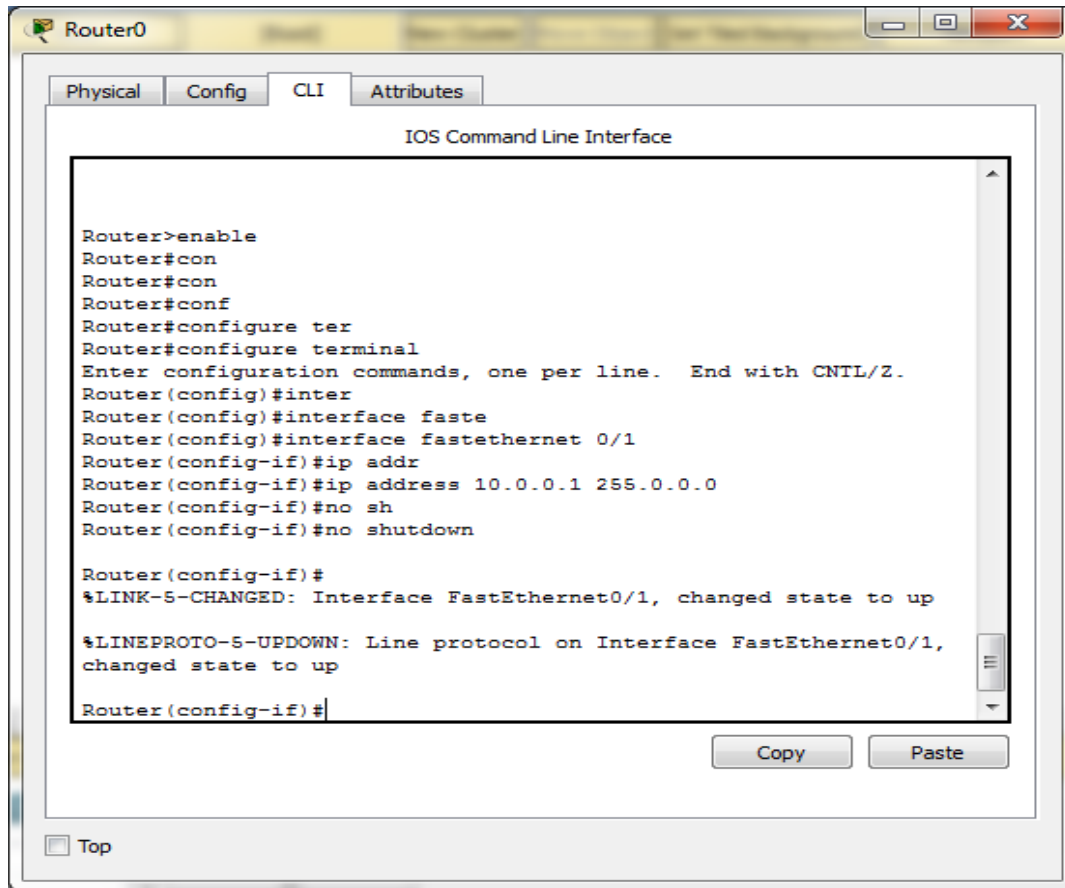 Router0
Physical Config CLI Attributes
IOS Command Line Interface
Router>enable
Router#con
Router#con
Router#conf
Router#configure ter
Router#configure terminal
Enter configuration commands, one per line.  End with CNTL/Z.
Router(config)#inter
Router(config)#interface faste
Router(config)#interface fastethernet 0/1
Router(config-if)#ip addr
Router(config-if)#ip address 10.0.0.1 255.0.0.0
Router(config-if)#no sh
Router(config-if)#no shutdown
Router(config-if)#
%LINK-5-CHANGED: Interface FastEthernet0/1, changed state to up
%LINEPROTO-5-UPDOWN: Line protocol on Interface FastEthernet0/1,
changed state to up
Router(config-if)#
Copy Paste
Top